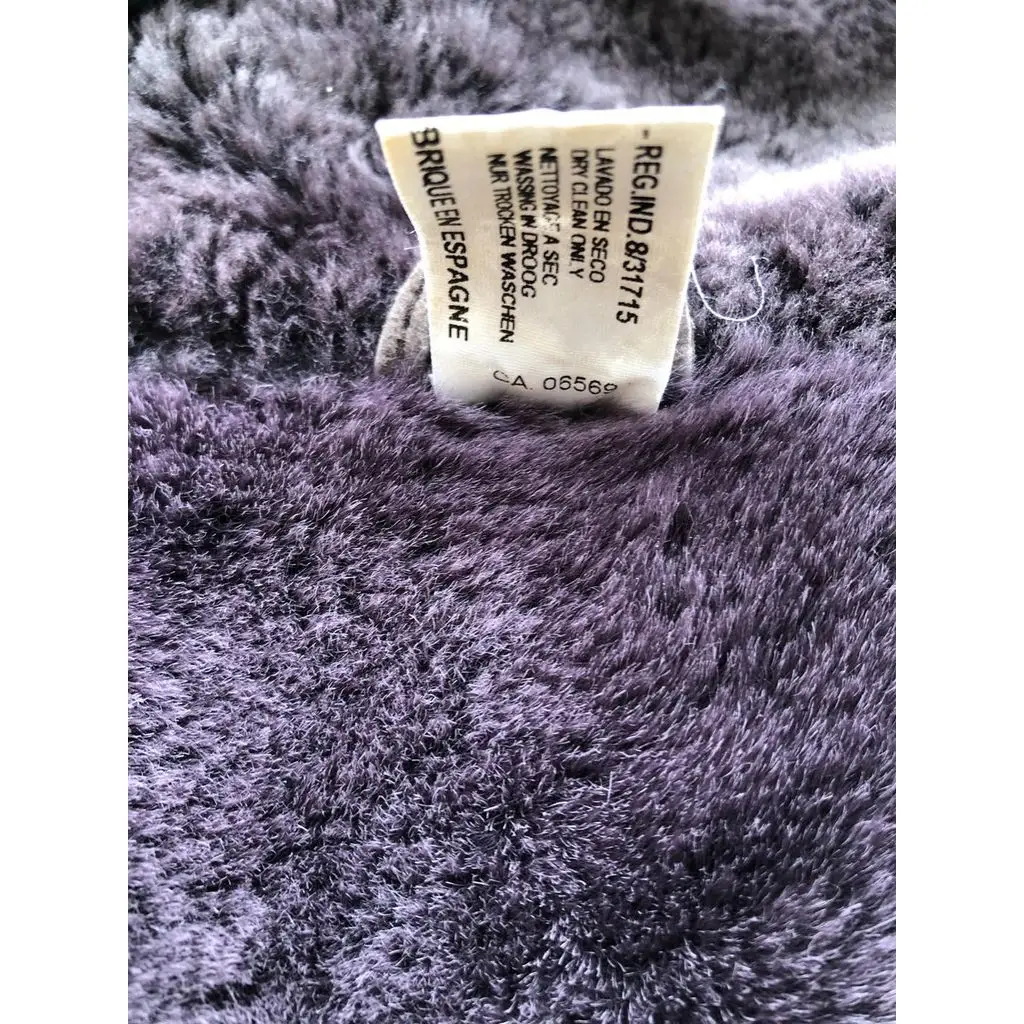 - REG.IND.8/31715
LAVADO EN SECO
DRY CLEAN ONLY
NETTOYAGE A SEC
WASSING IN DROOG
NUR TROCKEN WASCHEN
BRIQUE EN ESPAGNE
CA. 06569